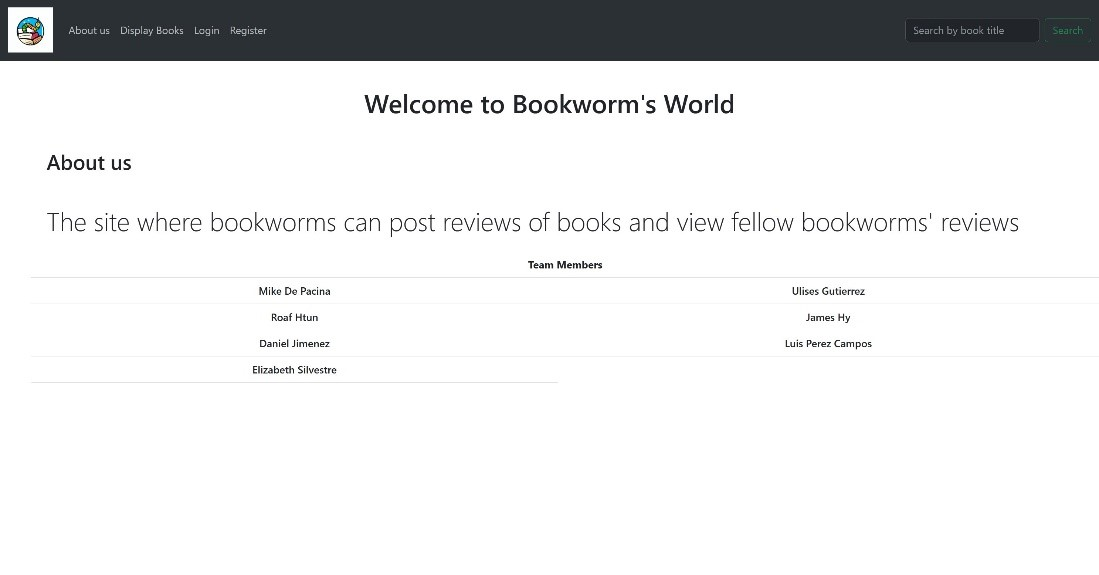 About us Display Books Login Register Search by book title Search
Welcome to Bookworm's World
About us
The site where bookworms can post reviews of books and view fellow bookworms' reviews
Team Members
Mike De Pacina Ulises Gutierrez
Roaf Htun James Hy
Daniel Jimenez Luis Perez Campos
Elizabeth Silvestre